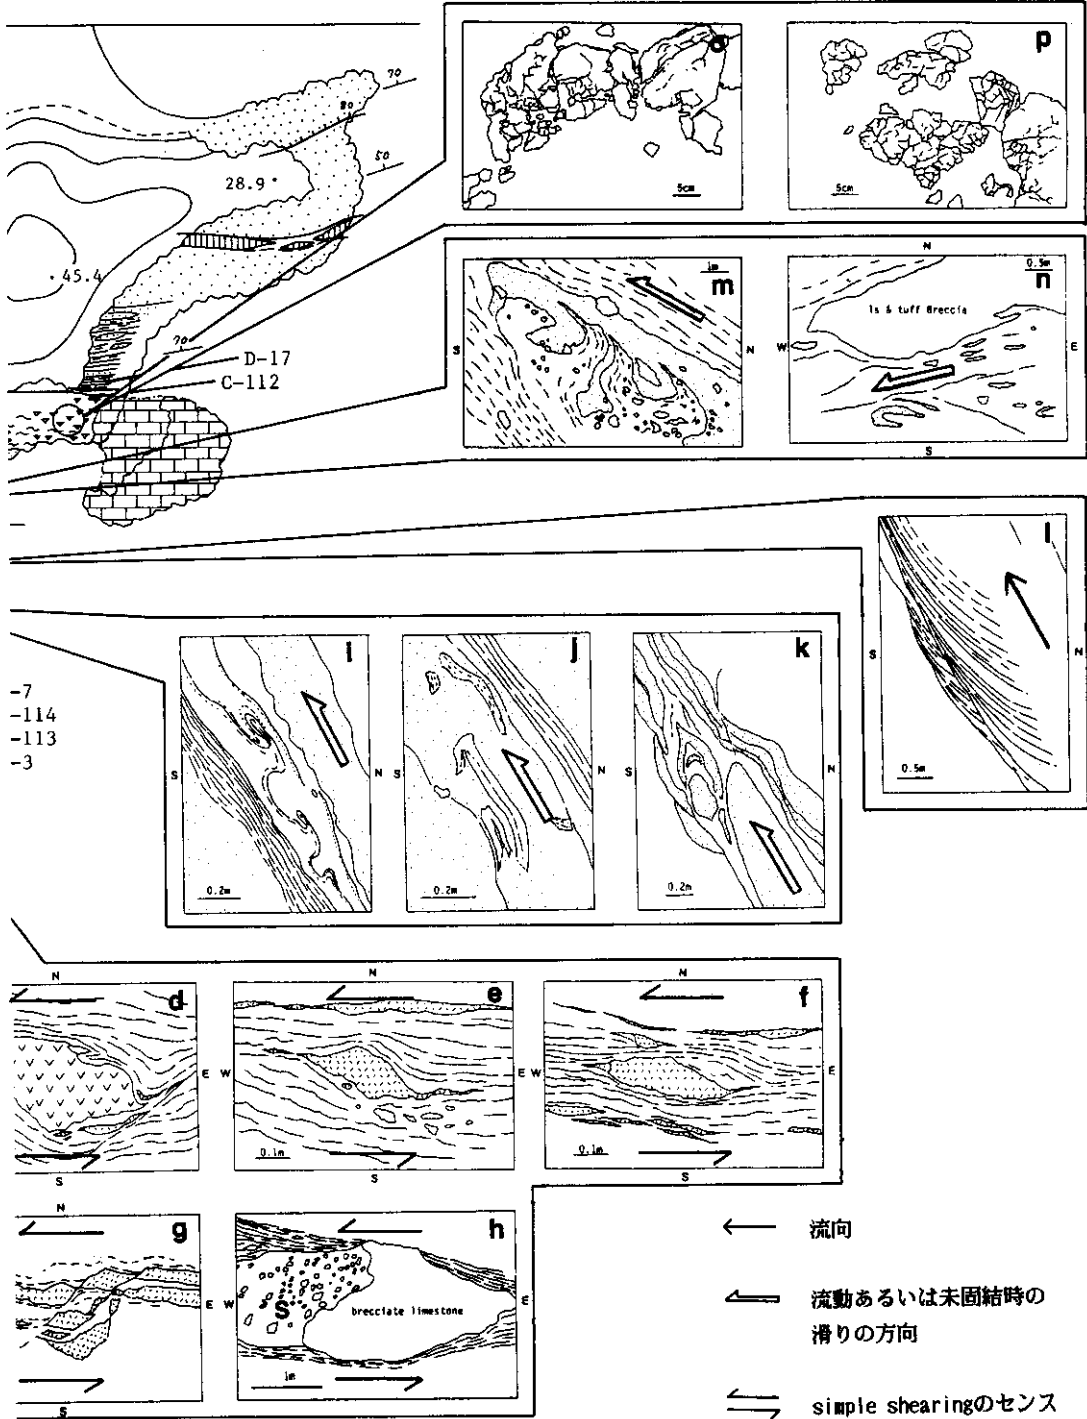 70
80
50
28.9
45.4
70
D-17
C-112
-7
-114
-113
-3
o
5cm
p
5cm
m
1m
S
N
n
N
0.5m
ls & tuff Breccia
W
E
S
l
S
N
0.5m
i
S
N
0.2m
j
S
N
0.2m
k
S
N
0.2m
N
d
E
S
N
e
W
E
0.1m
S
N
f
W
E
0.1m
S
N
g
E
S
h
W
S
brecciate limestone
E
1m
流向
流動あるいは未固結時の
滑りの方向
simple shearingのセンス